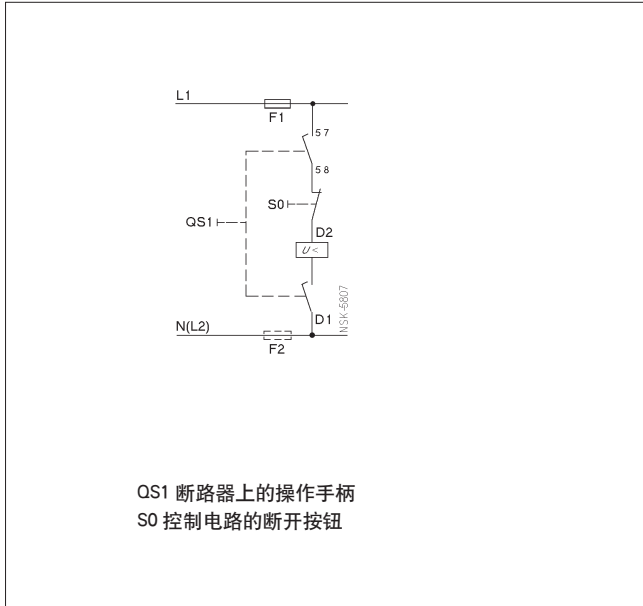 L1
F1
57
58
S0
QS1
D2
U<
D1
NSK-5807
N(L2)
F2
QS1 断路器上的操作手柄
S0 控制电路的断开按钮